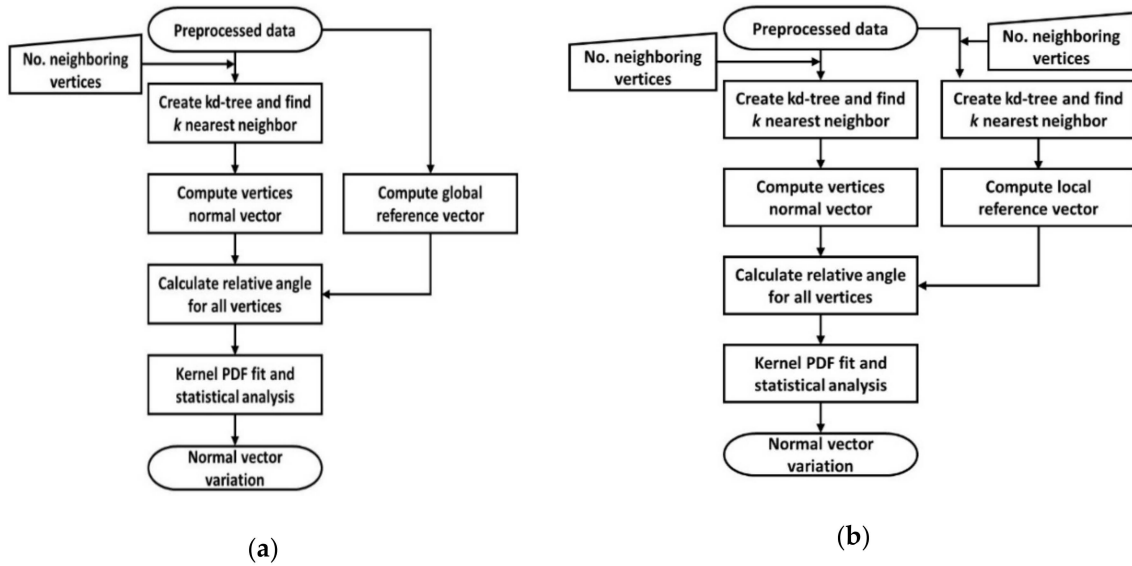 Preprocessed data
No. neighboring
vertices
Create kd-tree and find
k nearest neighbor
Compute vertices
normal vector
Compute global
reference vector
Calculate relative angle
for all vertices
Kernel PDF fit and
statistical analysis
Normal vector
variation
(a)
Preprocessed data
No. neighboring
vertices
No. neighboring
vertices
Create kd-tree and find
k nearest neighbor
Create kd-tree and find
k nearest neighbor
Compute vertices
normal vector
Compute local
reference vector
Calculate relative angle
for all vertices
Kernel PDF fit and
statistical analysis
Normal vector
variation
(b)